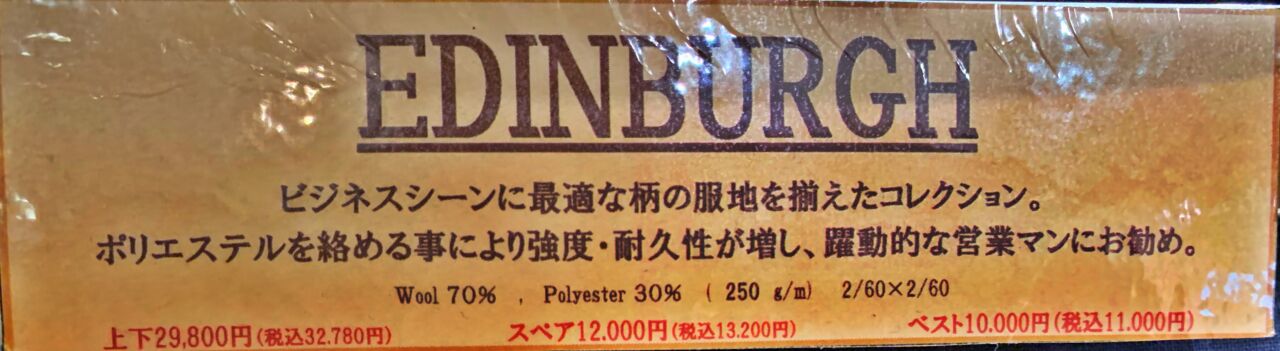 EDINBURGH
ビジネスシーンに最適な柄の服地を揃えたコレクション。
ポリエステルを絡める事により強度・耐久性が増し、躍動的な営業マンにお勧め。
Wool 70% , Polyester 30% ( 250 g/m) 2/60×2/60
上下29,800円(税込32.780円) スペア12.000円(税込13.200円) ベスト10.000円(税込11.000円)